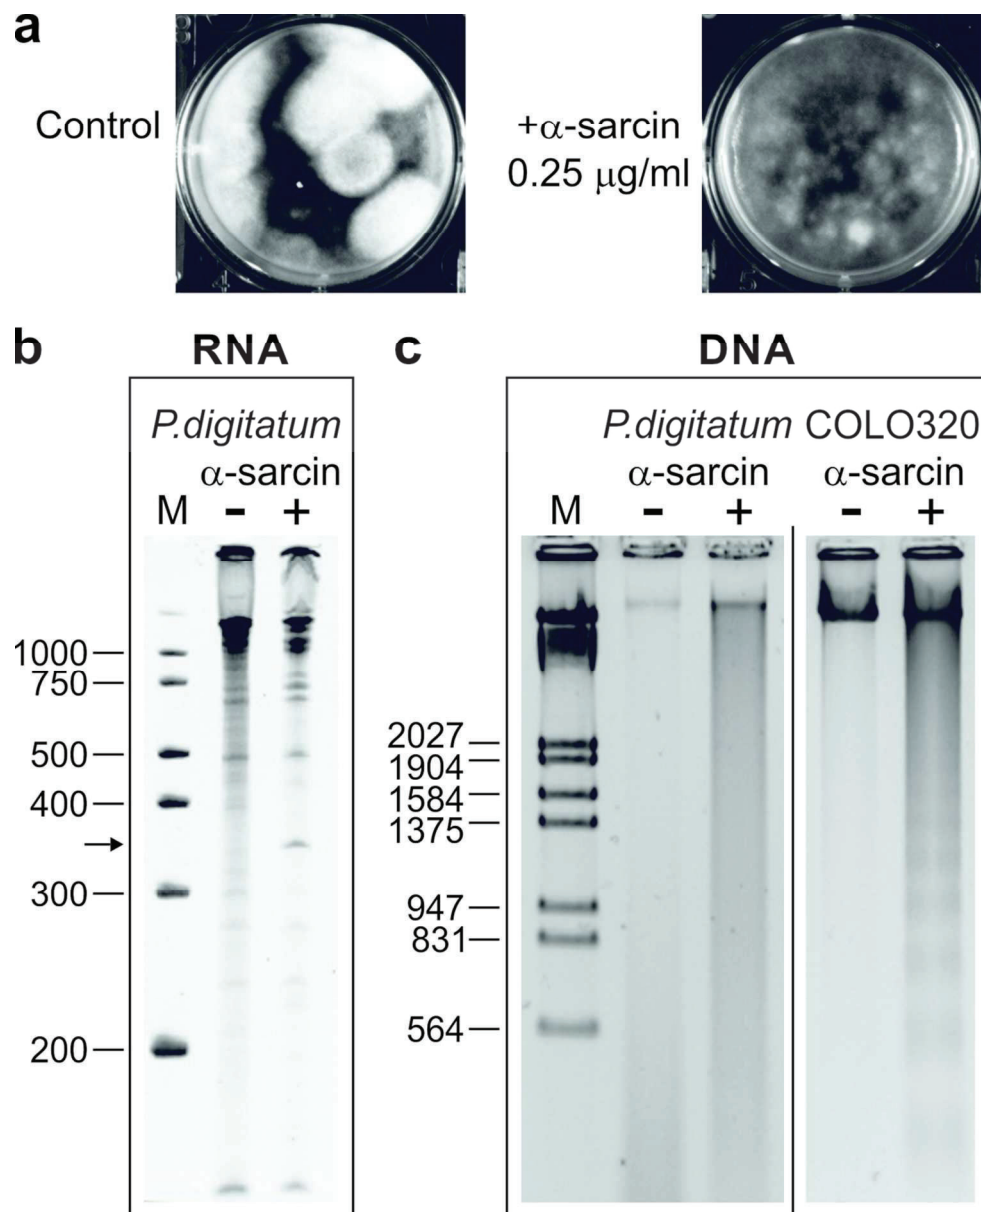 a
Control
+α-sarcin
0.25 μg/ml
b
RNA
P.digitatum
α-sarcin
M - +
1000
750
500
400
300
200
c
DNA
P.digitatum COLO320
α-sarcin α-sarcin
M - + - +
2027
1904
1584
1375
947
831
564